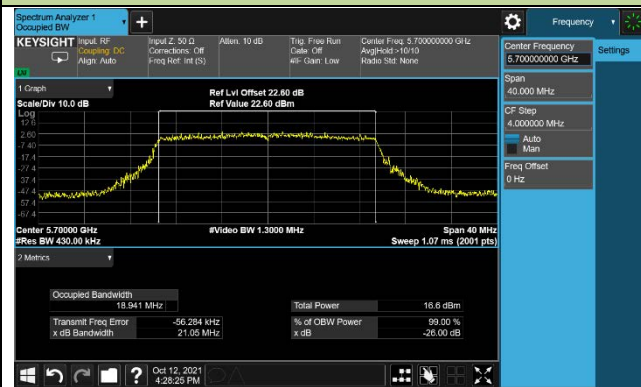 Spectrum Analyzer 1
Occupied BW
Frequency
KEYSIGHT
Input: RF
Coupling: DC
Align: Auto
Input Z: 50 Ω
Corrections: Off
Freq Ref: Int (S)
Atten: 10 dB
Trig: Free Run
Gate: Off
#IF Gain: Low
Center Freq: 5.700000000 GHz
Avg|Hold:>10/10
Radio Std: None
1 Graph
Scale/Div 10.0 dB
Ref Lvl Offset 22.60 dB
Ref Value 22.60 dBm
Log
12.6
2.60
-7.40
-17.4
-27.4
-37.4
-47.4
-57.4
-67.4
Center 5.70000 GHz
#Res BW 430.00 kHz
#Video BW 1.3000 MHz
Span 40 MHz
Sweep 1.07 ms (2001 pts)
2 Metrics
Occupied Bandwidth
18.941 MHz
Total Power 16.6 dBm
Transmit Freq Error -56.284 kHz
% of OBW Power 99.00 %
x dB Bandwidth 21.05 MHz
x dB -26.00 dB
Oct 12, 2021
4:28:25 PM
Center Frequency
5.700000000 GHz
Span
40.000 MHz
CF Step
4.000000 MHz
Auto
Man
Freq Offset
0 Hz
Settings